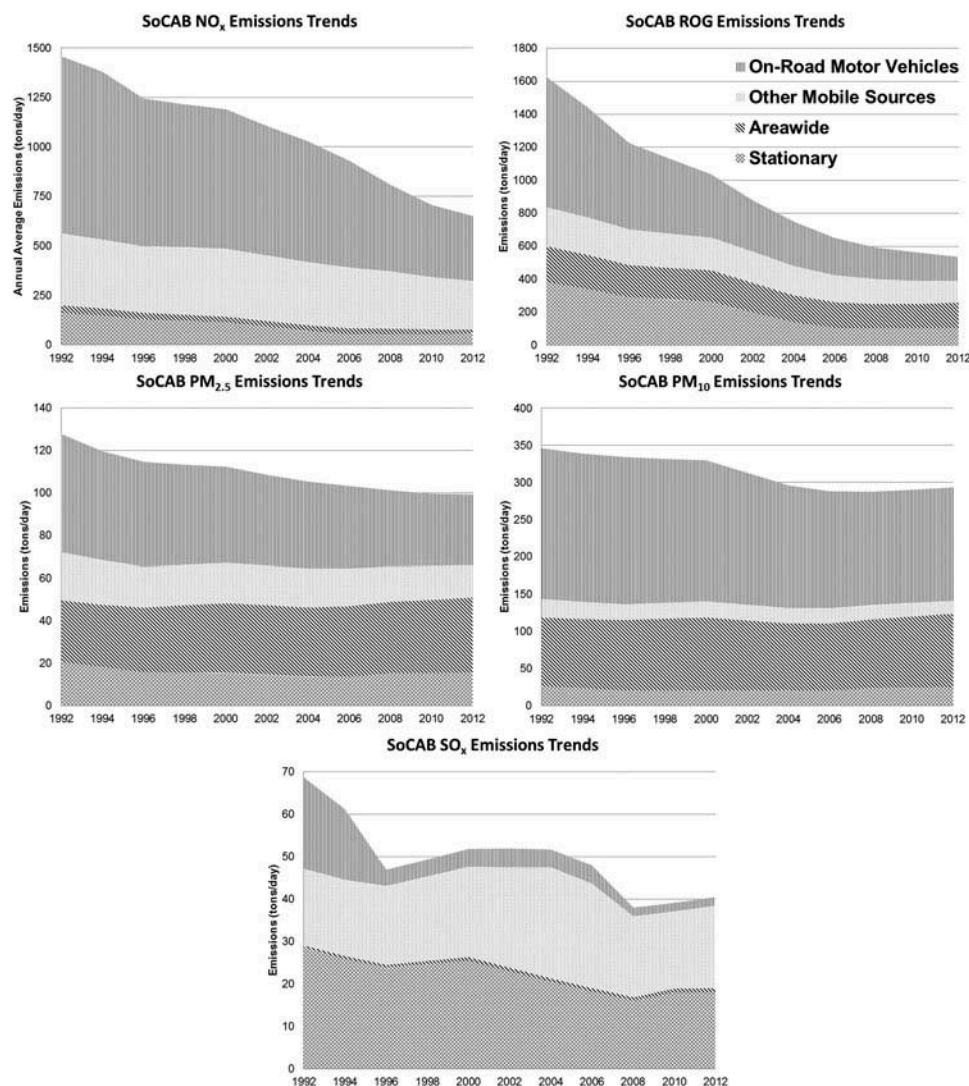 SoCAB NOx Emissions Trends
Annual Average Emissions (tons/day)
1500
1250
1000
750
500
250
0
1992 1994 1996 1998 2000 2002 2004 2006 2008 2010 2012
SoCAB ROG Emissions Trends
Emissions (tons/day)
1800
1600
1400
1200
1000
800
600
400
200
0
On-Road Motor Vehicles
Other Mobile Sources
Areawide
Stationary
1992 1994 1996 1998 2000 2002 2004 2006 2008 2010 2012
SoCAB PM2.5 Emissions Trends
Emissions (tons/day)
140
120
100
80
60
40
20
0
1992 1994 1996 1998 2000 2002 2004 2006 2008 2010 2012
SoCAB PM10 Emissions Trends
Emissions (tons/day)
400
350
300
250
200
150
100
50
0
1992 1994 1996 1998 2000 2002 2004 2006 2008 2010 2012
SoCAB SOx Emissions Trends
Emissions (tons/day)
70
60
50
40
30
20
10
0
1992 1994 1996 1998 2000 2002 2004 2006 2008 2010 2012